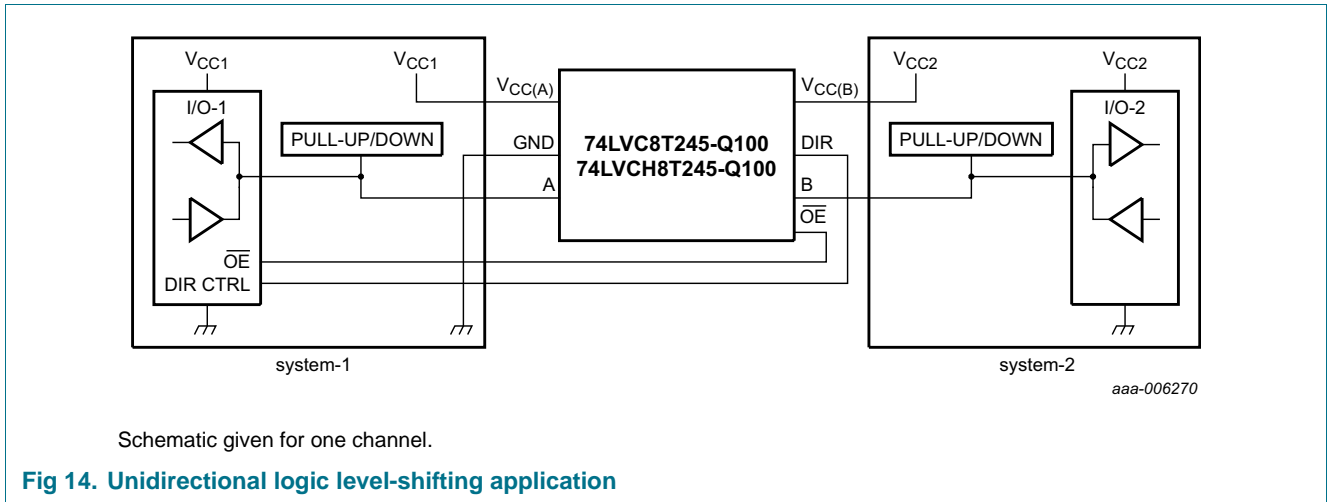 VCC1
VCC1
VCC2
VCC2
I/O-1
VCC(A)
VCC(B)
I/O-2
PULL-UP/DOWN
GND
74LVC8T245-Q100
DIR
PULL-UP/DOWN
74LVCH8T245-Q100
A
B
OE
OE
DIR CTRL
system-1
system-2
aaa-006270
Schematic given for one channel.
Fig 14. Unidirectional logic level-shifting application